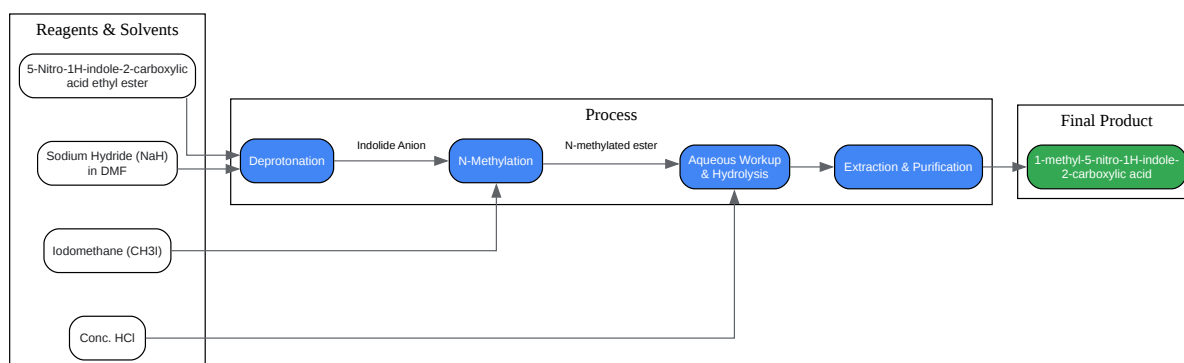 Reagents & Solvents
5-Nitro-1H-indole-2-carboxylic
acid ethyl ester
Sodium Hydride (NaH)
in DMF
Iodomethane (CH3I)
Conc. HCl
Process
Deprotonation
Indolide Anion
N-Methylation
N-methylated ester
Aqueous Workup
& Hydrolysis
Extraction & Purification
Final Product
1-methyl-5-nitro-1H-indole-
2-carboxylic acid